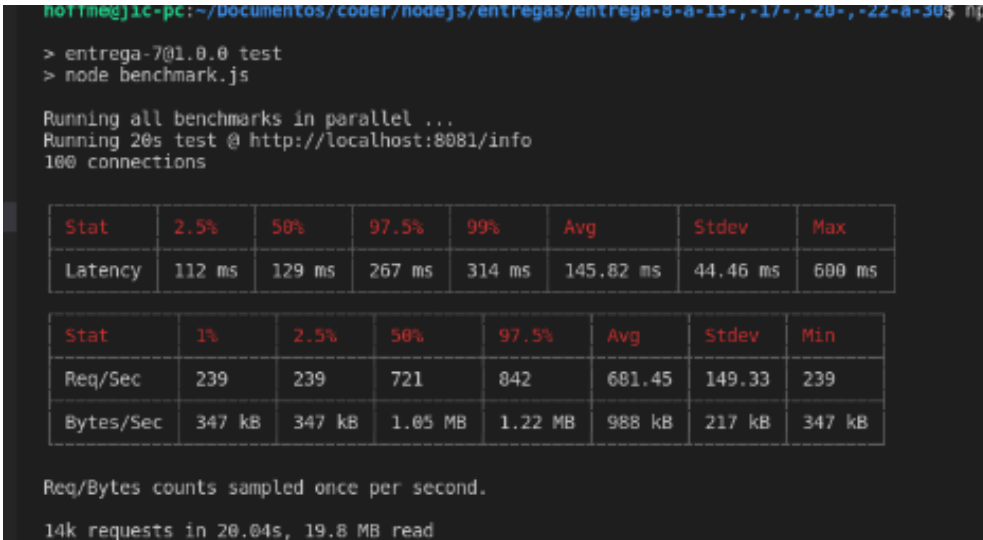 hoffme@jic-pc:~/Documentos/coder/nodejs/entregas/entrega-8-a-13-,-17-,-20-,-22-a-30$ np
> entrega-7@1.0.0 test
> node benchmark.js
Running all benchmarks in parallel ...
Running 20s test @ http://localhost:8081/info
100 connections
Stat 2.5% 50% 97.5% 99% Avg Stdev Max
Latency 112 ms 129 ms 267 ms 314 ms 145.82 ms 44.46 ms 600 ms
Stat 1% 2.5% 50% 97.5% Avg Stdev Min
Req/Sec 239 239 721 842 681.45 149.33 239
Bytes/Sec 347 kB 347 kB 1.05 MB 1.22 MB 988 kB 217 kB 347 kB
Req/Bytes counts sampled once per second.
14k requests in 20.04s, 19.8 MB read